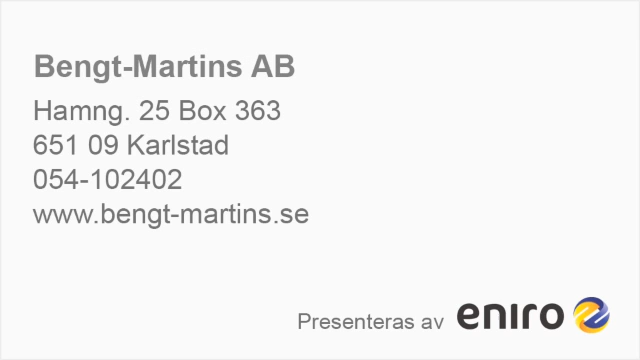 Bengt-Martins AB
Hamng. 25 Box 363
651 09 Karlstad
054-102402
www.bengt-martins.se
Presenteras av eniro